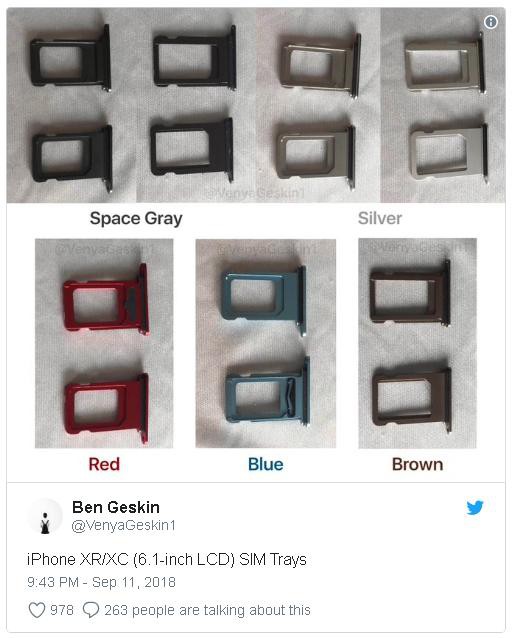 @VenyaGeskin1
Space Gray
Silver
@VenyaGeskin1
@VenyaGeskin1
@VenyaGeskin1
Red
Blue
Brown
Ben Geskin
@VenyaGeskin1
iPhone XR/XC (6.1-inch LCD) SIM Trays
9:43 PM - Sep 11, 2018
978
263 people are talking about this